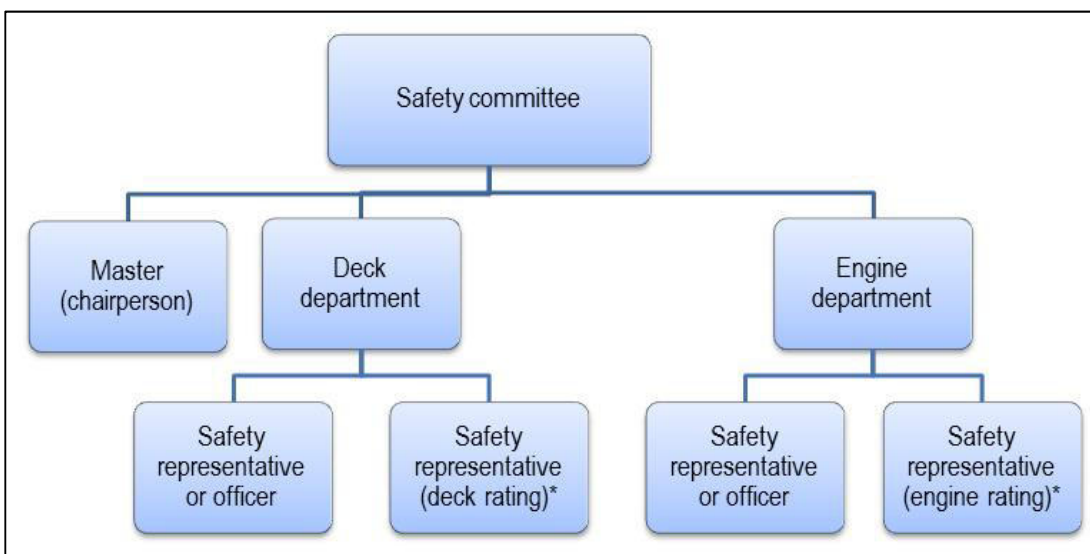 Safety committee
Master
(chairperson)
Deck
department
Engine
department
Safety
representative
or officer
Safety
representative
(deck rating)*
Safety
representative
or officer
Safety
representative
(engine rating)*